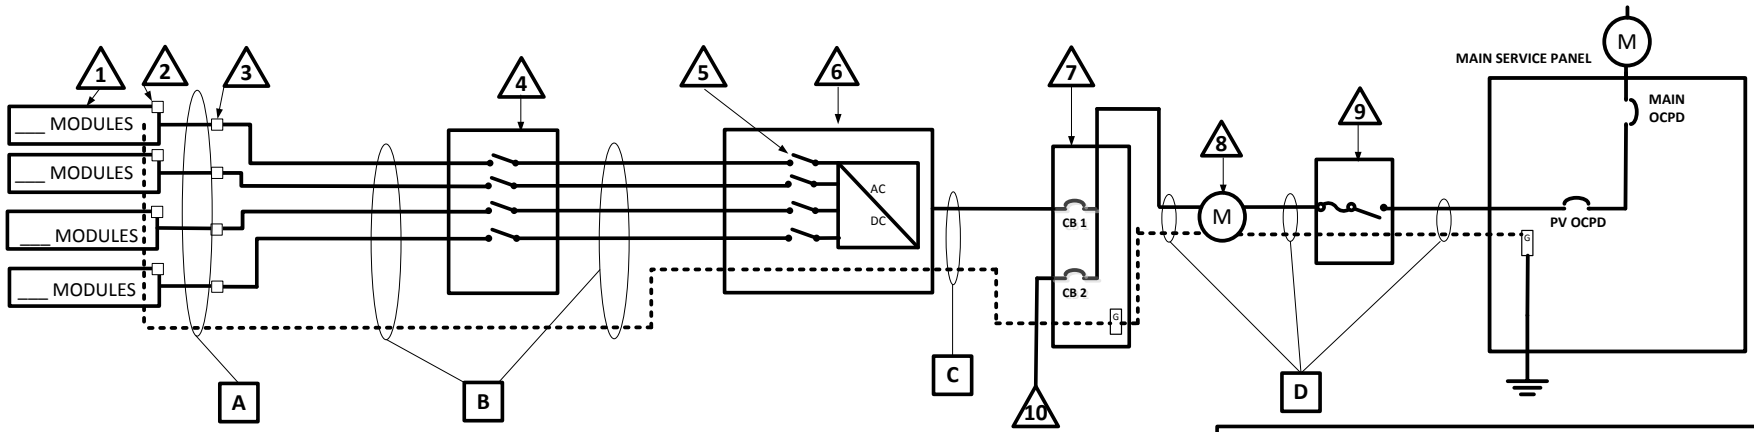 1
2
3
4
5
6
7
8
9
10
M
MAIN SERVICE PANEL
MAIN
OCPD
___ MODULES
___ MODULES
___ MODULES
___ MODULES
AC
DC
CB 1
CB 2
G
M
PV OCPD
G
A
B
C
D